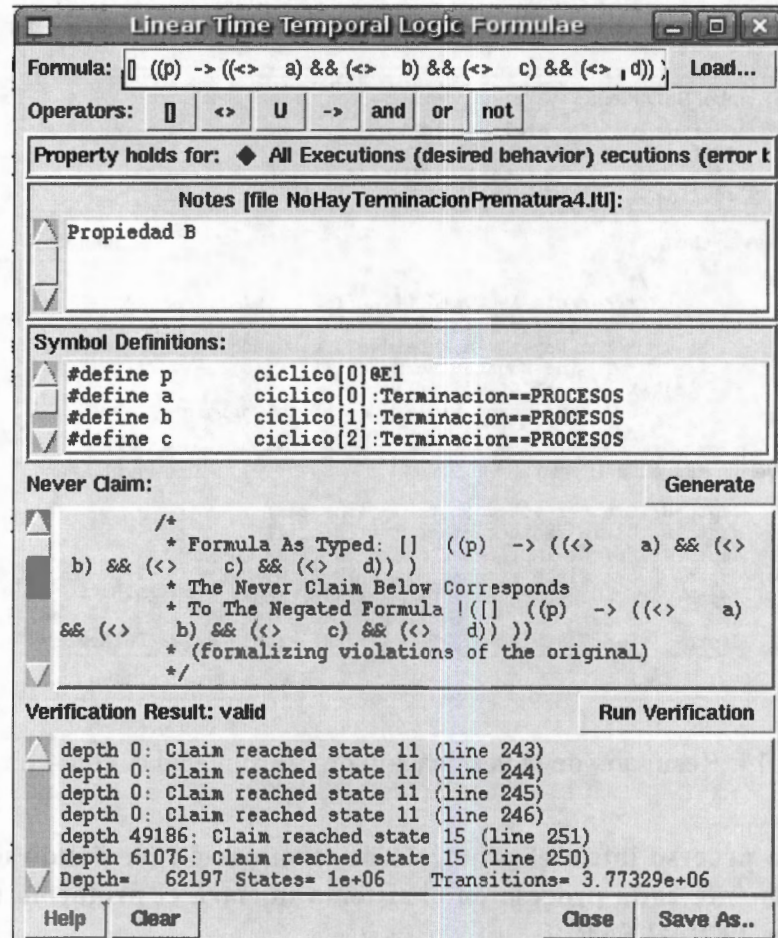 Linear Time Temporal Logic Formulae
Formula: [] ((p) -> ((<> a) && (<> b) && (<> c) && (<> d)) ) Load...
Operators: [] <> U -> and or not
Property holds for: All Executions (desired behavior) ecutions (error b
Notes [file NoHayTerminacionPrematura4.ltl]:
Propiedad B
Symbol Definitions:
#define p ciclico[0]@E1
#define a ciclico[0]:Terminacion==PROCESOS
#define b ciclico[1]:Terminacion==PROCESOS
#define c ciclico[2]:Terminacion==PROCESOS
Never Claim: Generate
/*
* Formula As Typed: [] ((p) -> ((<> a) && (<>
b) && (<> c) && (<> d)) )
* The Never Claim Below Corresponds
* To The Negated Formula !([] ((p) -> ((<> a)
&& (<> b) && (<> c) && (<> d)) ))
* (formalizing violations of the original)
*/
Verification Result: valid Run Verification
depth 0: Claim reached state 11 (line 243)
depth 0: Claim reached state 11 (line 244)
depth 0: Claim reached state 11 (line 245)
depth 0: Claim reached state 11 (line 246)
depth 49186: Claim reached state 15 (line 251)
depth 61076: Claim reached state 15 (line 250)
Depth= 62197 States= 1e+06 Transitions= 3.77329e+06
Help Clear Close Save As..